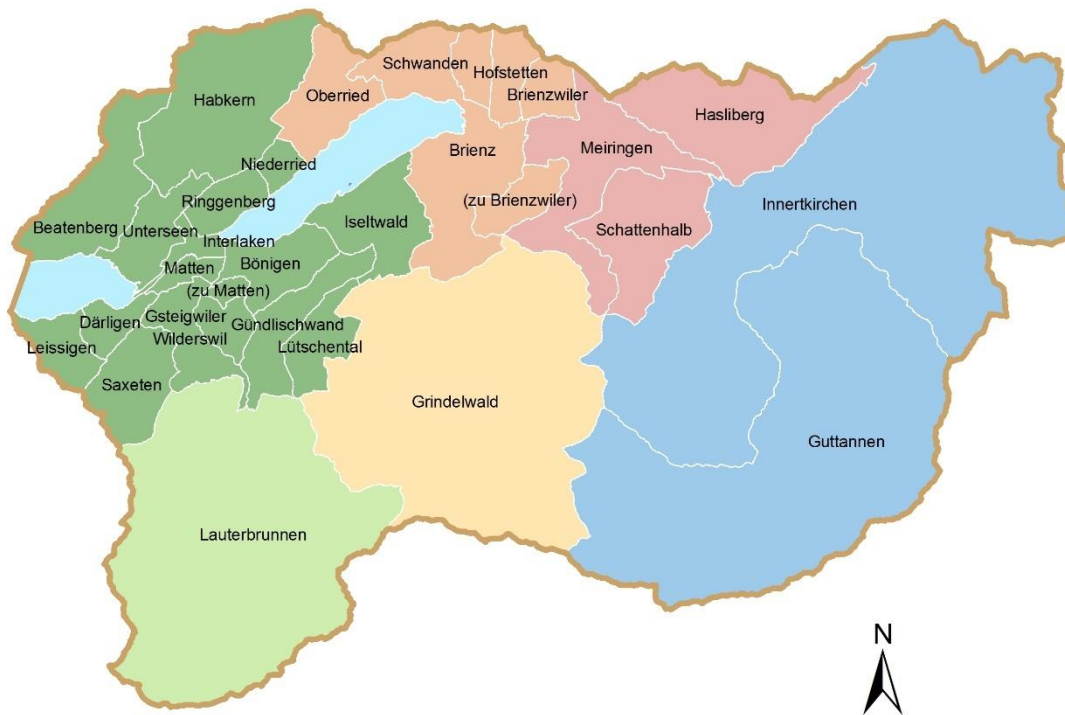 Schwanden
Hofstetten
Oberried
Brienzwiler
Habkern
Hasliberg
Brienz
Meiringen
Niederried
Ringgenberg
(zu Brienzwiler)
Innertkirchen
Beatenberg
Unterseen
Iseltwald
Schattenhalb
Interlaken
Matten
Bönigen
(zu Matten)
Därligen
Gsteigwiler
Gündlischwand
Leissigen
Wilderswil
Lütschental
Saxeten
Grindelwald
Guttannen
Lauterbrunnen
N